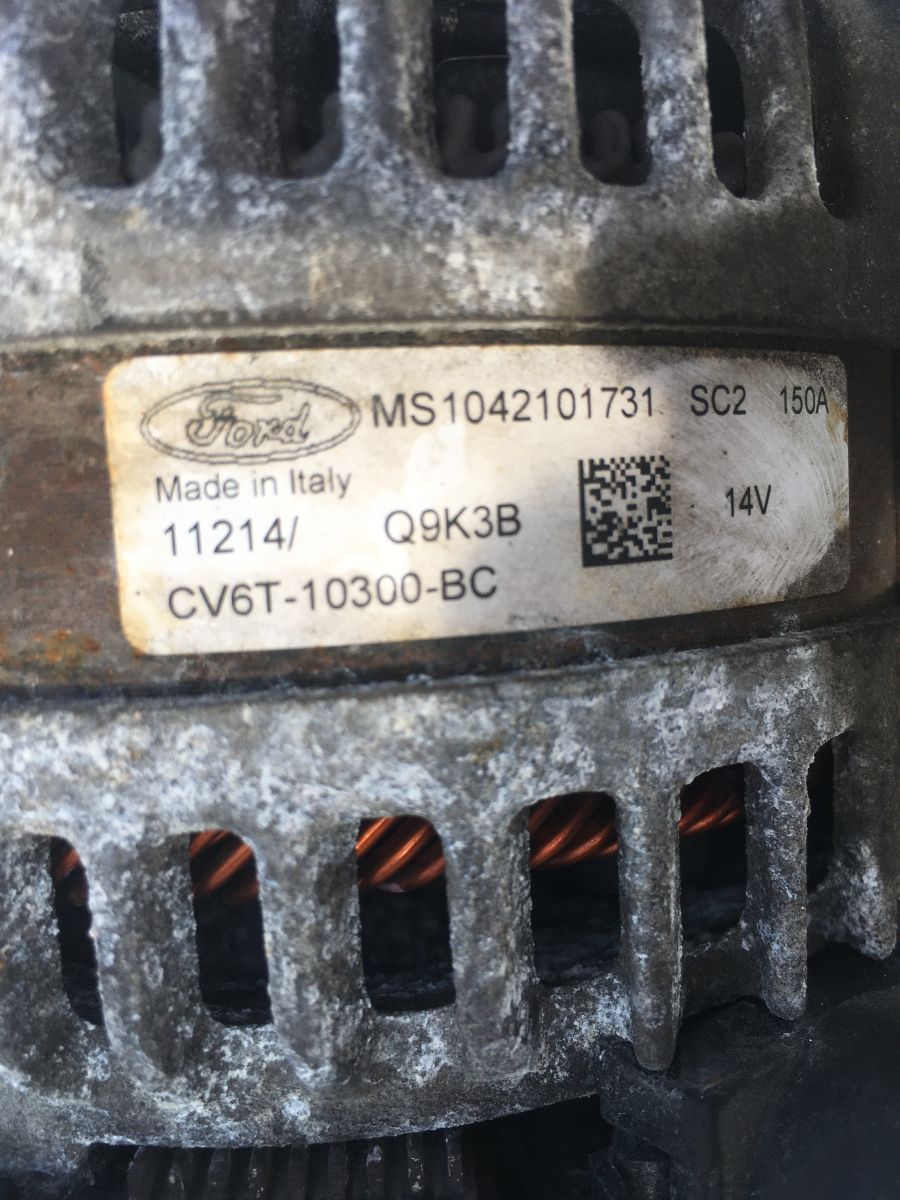 Ford MS1042101731 SC2 150A
Made in Italy
11214/ Q9K3B 14V
CV6T-10300-BC